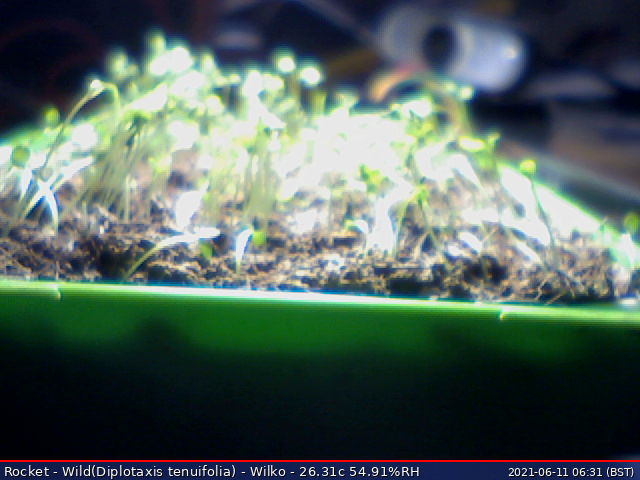 Rocket - Wild(Diplotaxis tenuifolia) - Wilko - 26.31c 54.91%RH 2021-06-11 06:31 (BST)